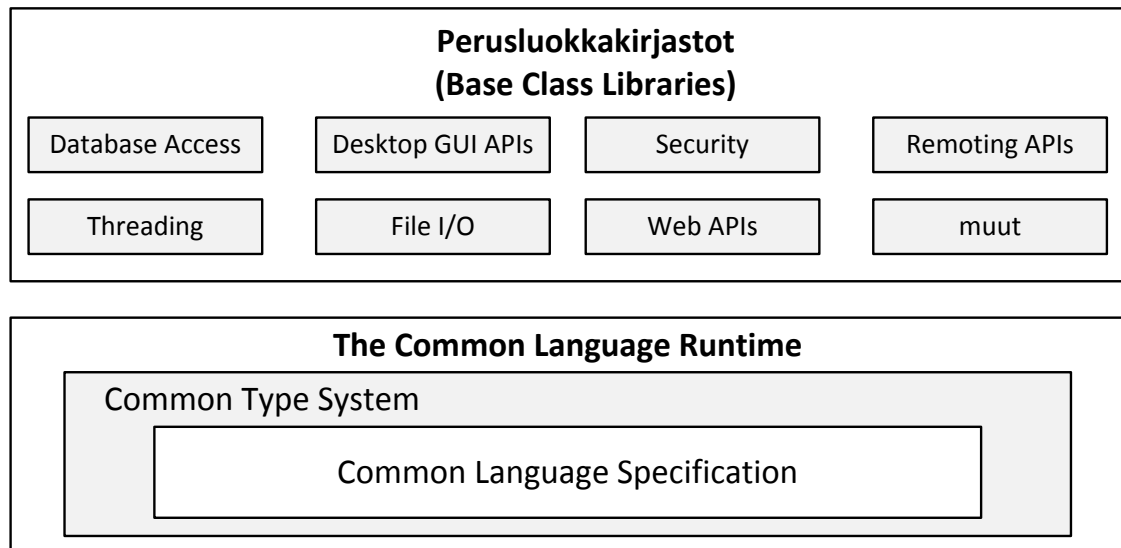 Perusluokkakirjastot
(Base Class Libraries)
Database Access
Desktop GUI APIs
Security
Remoting APIs
Threading
File I/O
Web APIs
muut
The Common Language Runtime
Common Type System
Common Language Specification